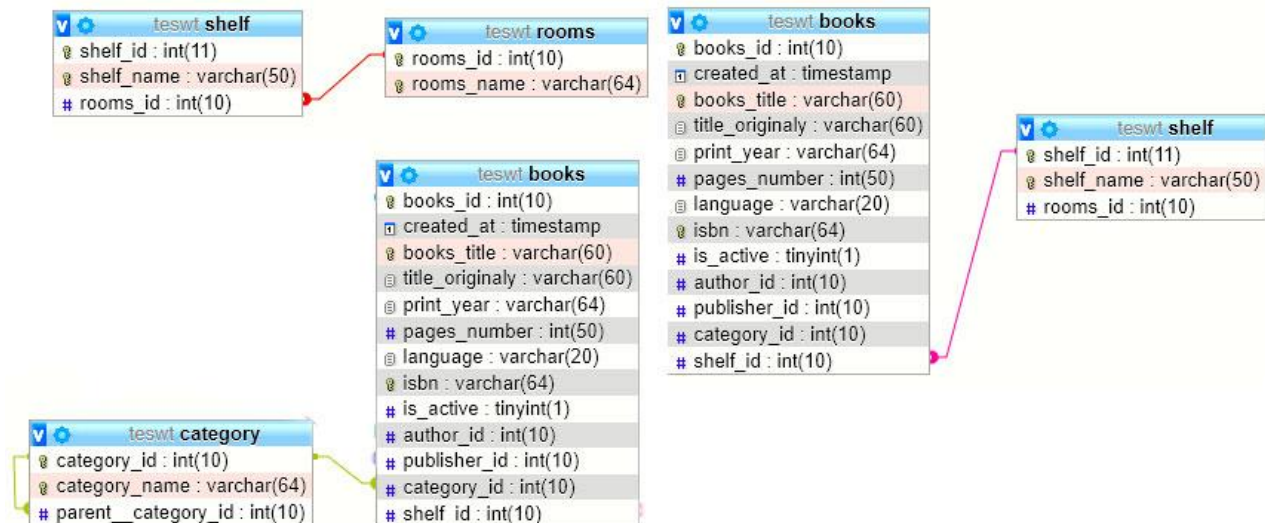 teswt shelf
shelf_id : int(11)
shelf_name : varchar(50)
# rooms_id : int(10)
teswt rooms
rooms_id : int(10)
rooms_name : varchar(64)
teswt books
books_id : int(10)
created_at : timestamp
books_title : varchar(60)
title_originaly : varchar(60)
print_year : varchar(64)
# pages_number : int(50)
language : varchar(20)
isbn : varchar(64)
# is_active : tinyint(1)
# author_id : int(10)
# publisher_id : int(10)
# category_id : int(10)
# shelf_id : int(10)
teswt shelf
shelf_id : int(11)
shelf_name : varchar(50)
# rooms_id : int(10)
teswt books
books_id : int(10)
created_at : timestamp
books_title : varchar(60)
title_originaly : varchar(60)
print_year : varchar(64)
# pages_number : int(50)
language : varchar(20)
isbn : varchar(64)
# is_active : tinyint(1)
# author_id : int(10)
# publisher_id : int(10)
# category_id : int(10)
# shelf_id : int(10)
teswt category
category_id : int(10)
category_name : varchar(64)
# parent__category_id : int(10)